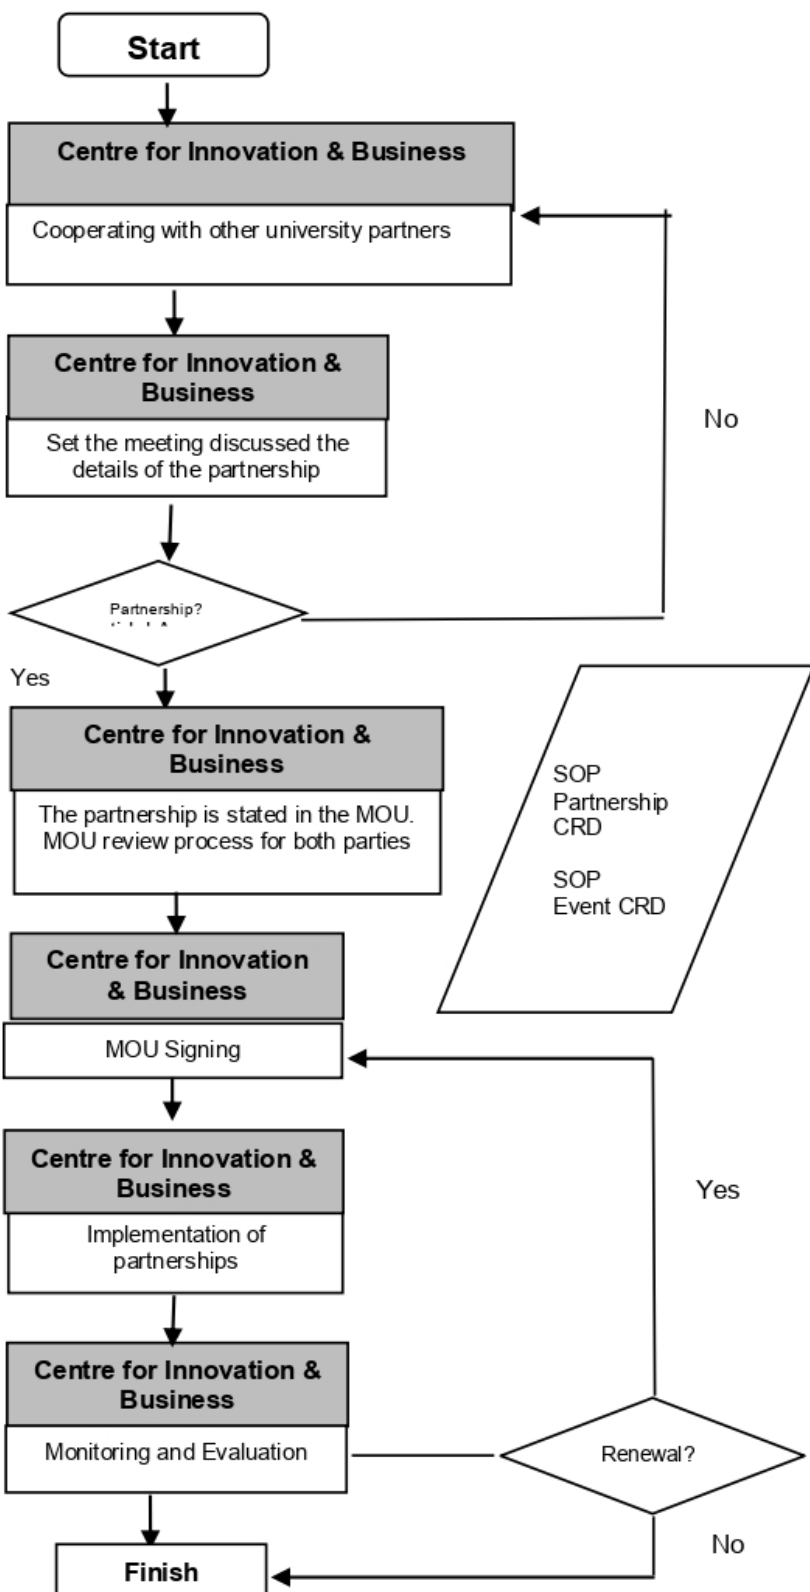 Start
Centre for Innovation & Business
Cooperating with other university partners
Centre for Innovation &
Business
Set the meeting discussed the
details of the partnership
No
Partnership?
Yes
Centre for Innovation &
Business
The partnership is stated in the MOU.
MOU review process for both parties
SOP
Partnership
CRD
SOP
Event CRD
Centre for Innovation
& Business
MOU Signing
Centre for Innovation &
Business
Implementation of
partnerships
Yes
Centre for Innovation &
Business
Monitoring and Evaluation
Renewal?
No
Finish